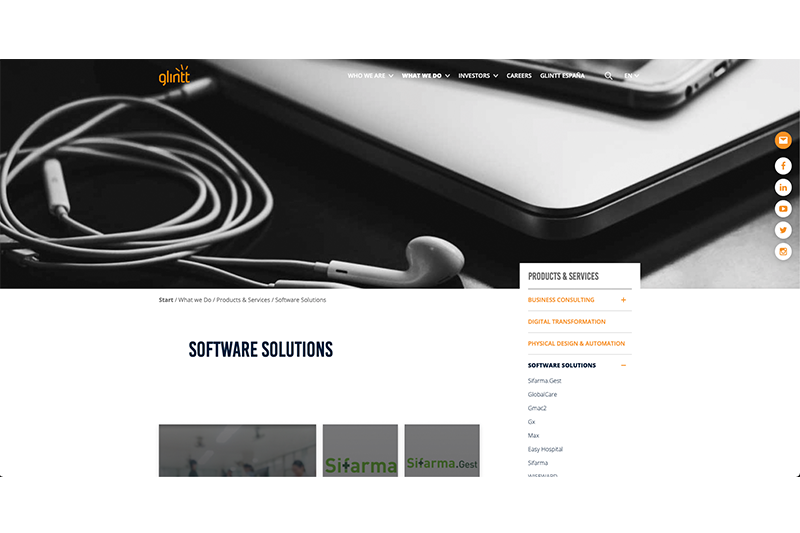 glintt
WHO WE ARE WHAT WE DO INVESTORS CAREERS GLINTT ESPAÑA EN
PRODUCTS & SERVICES
Start / What we Do / Products & Services / Software Solutions
BUSINESS CONSULTING +
DIGITAL TRANSFORMATION
PHYSICAL DESIGN & AUTOMATION
SOFTWARE SOLUTIONS
SOFTWARE SOLUTIONS
Sifarma.Gest
GlobalCare
Gmac2
Gx
Max
Easy Hospital
Sifarma
Sifarma
Sifarma.Gest